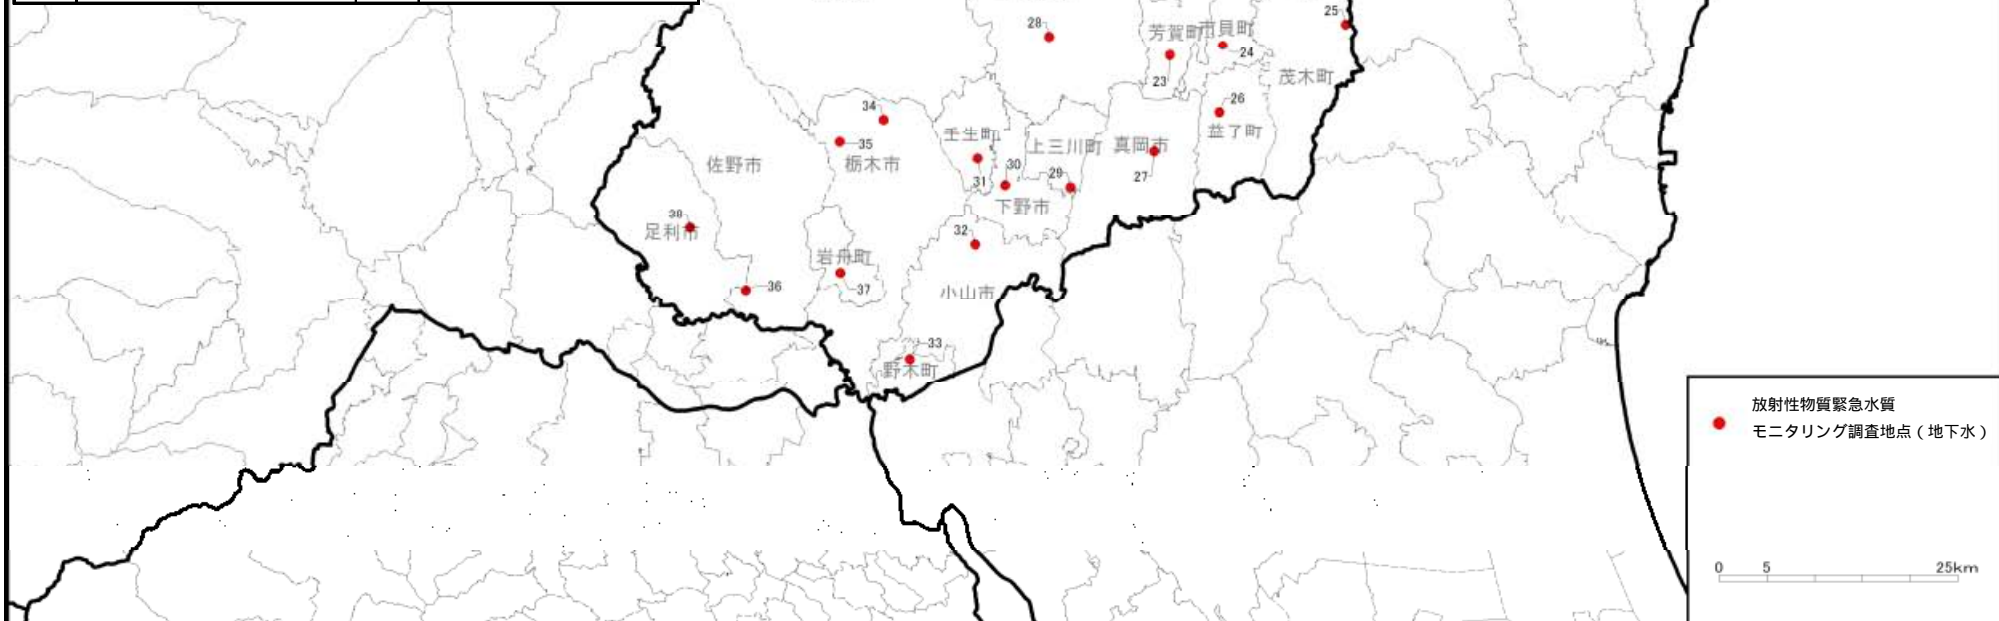 28
25
芳賀町
市貝町
24
23
茂木町
34
26
益子町
35
栃木市
壬生町
上三川町
真岡市
佐野市
31
30
29
27
下野市
足利市
32
岩舟町
36
37
小山市
33
野木町
放射性物質緊急水質
モニタリング調査地点（地下水）
0 5 25km